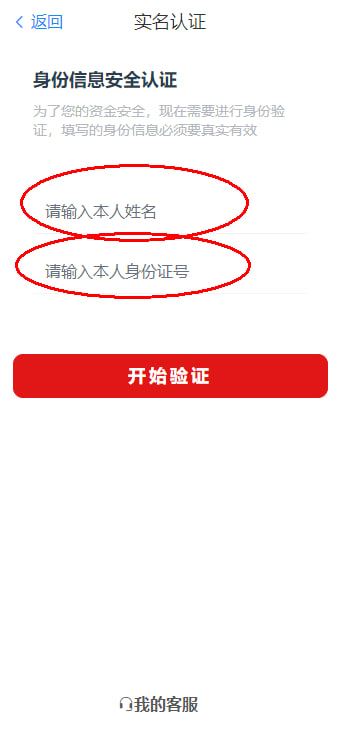 返回
实名认证
身份信息安全认证
为了您的资金安全，现在需要进行身份验
证，填写的身份信息必须要真实有效
请输入本人姓名
请输入本人身份证号
开始验证
我的客服